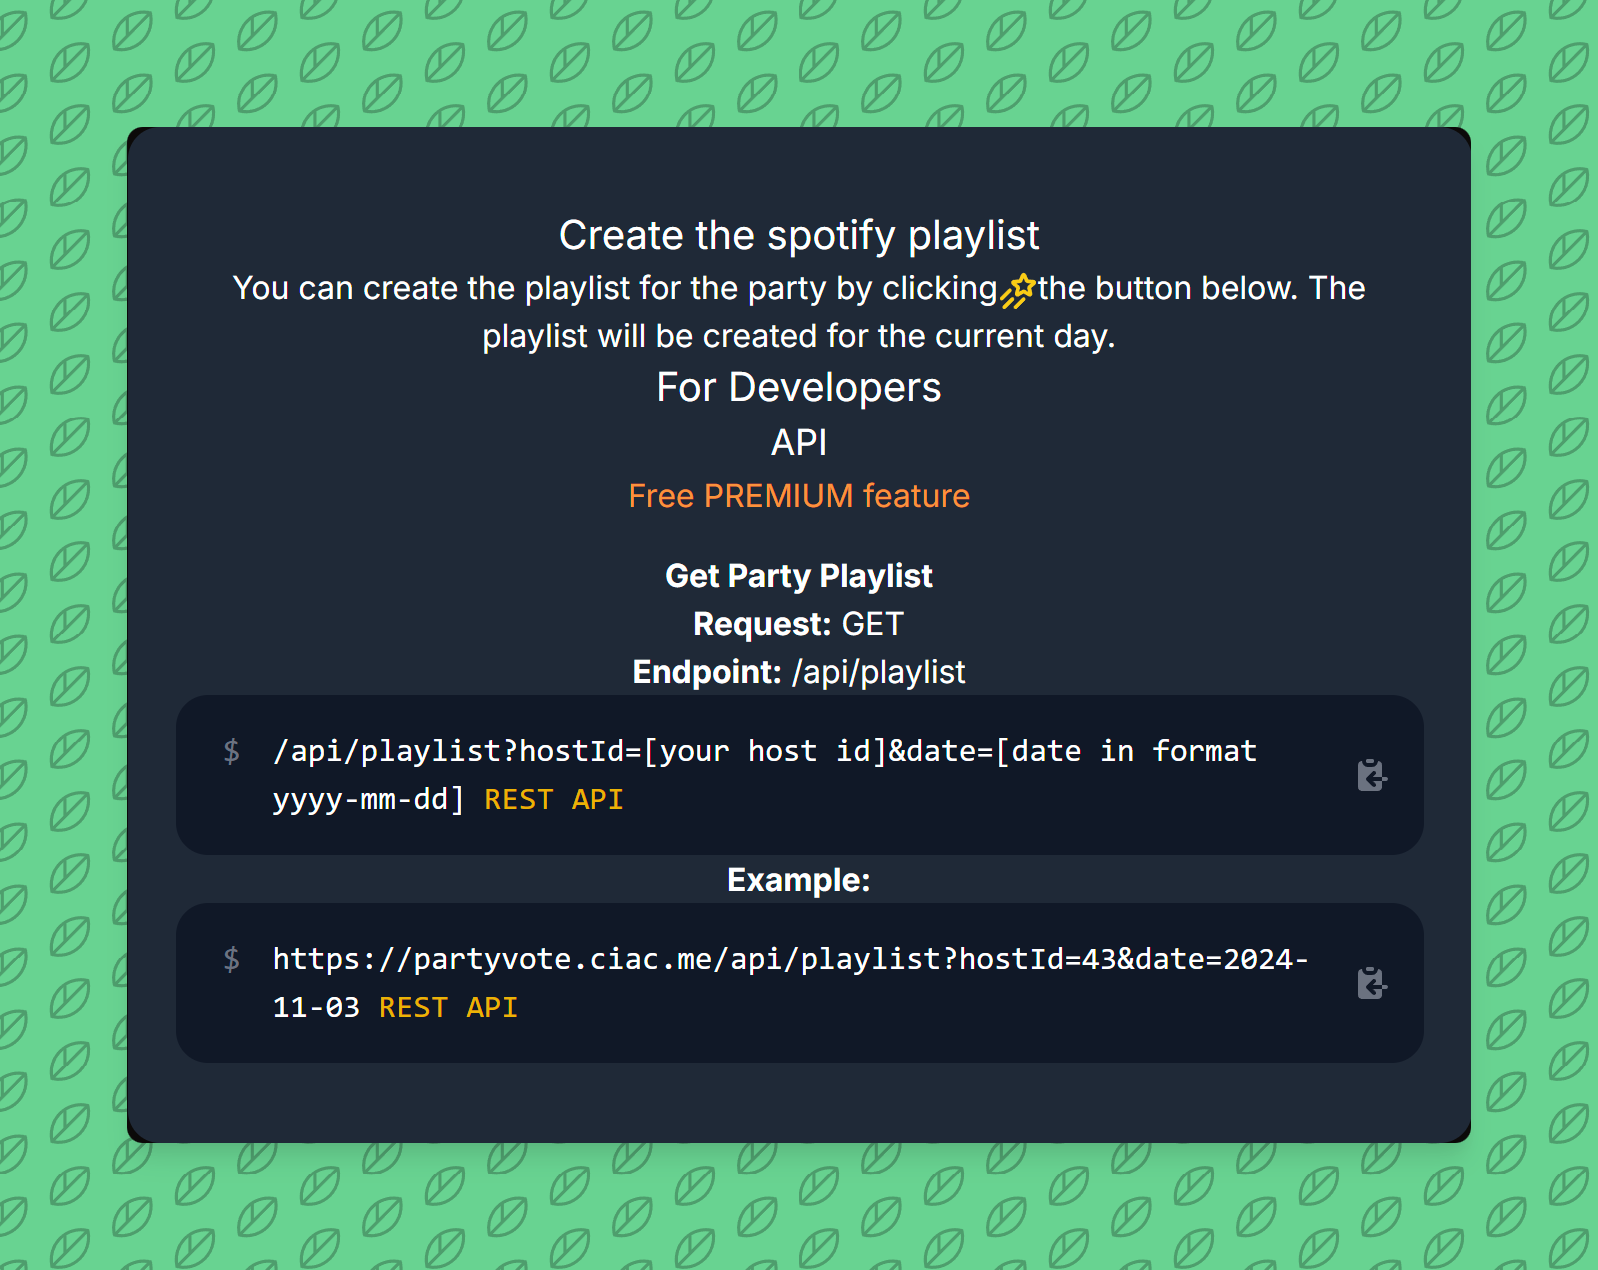 Create the spotify playlist
You can create the playlist for the party by clicking the button below. The
playlist will be created for the current day.
For Developers
API
Free PREMIUM feature
Get Party Playlist
Request: GET
Endpoint: /api/playlist
$ /api/playlist?hostId=[your host id]&date=[date in format
yyyy-mm-dd] REST API
Example:
$ https://partyvote.ciac.me/api/playlist?hostId=43&date=2024-
11-03 REST API